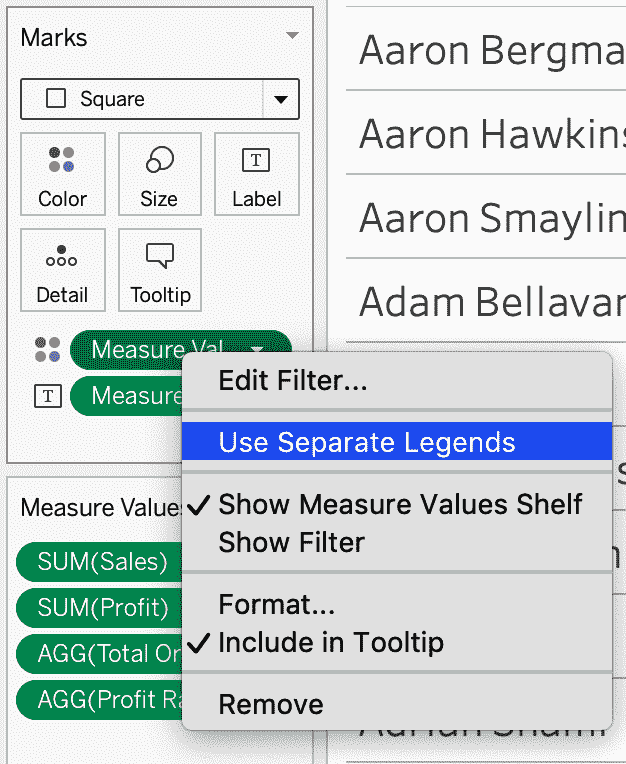 Marks
Square
Color
Size
T
Label
Detail
Tooltip
Measure Val
T
Measure
Edit Filter...
Use Separate Legends
Show Measure Values Shelf
Show Filter
Format...
Include in Tooltip
Remove
Measure Values
SUM(Sales)
SUM(Profit)
AGG(Total Or
AGG(Profit Ra
Aaron Bergma
Aaron Hawkins
Aaron Smaylin
Adam Bellavan